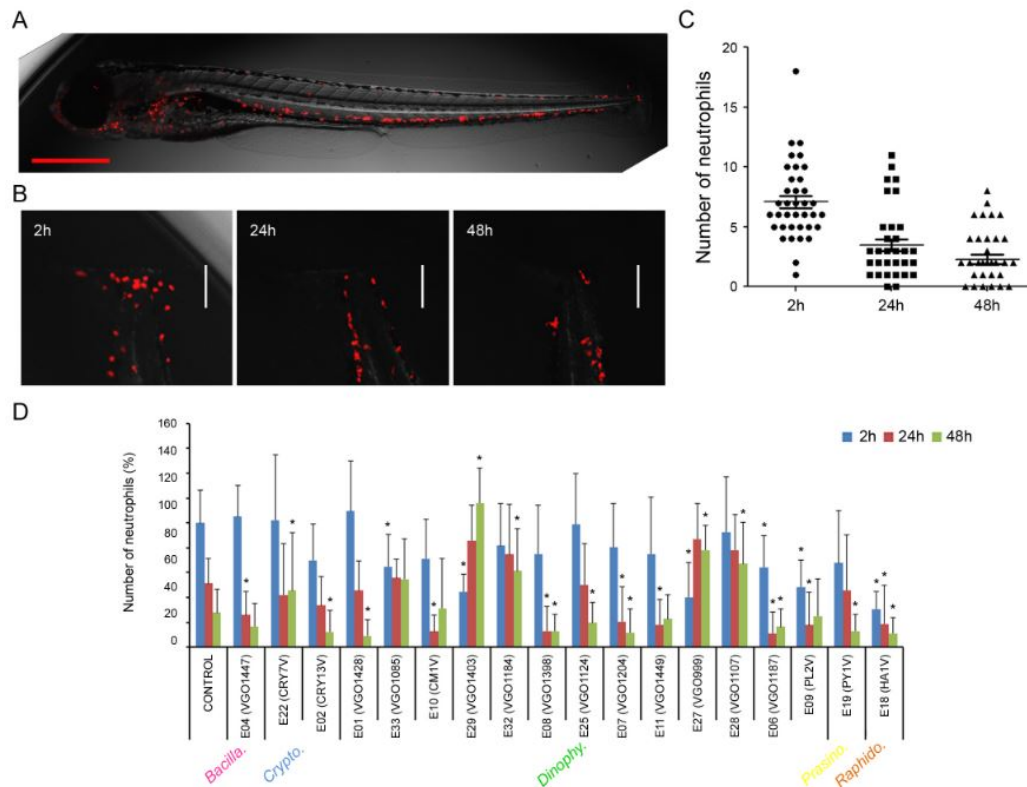 A
B
2h
24h
48h
C
Number of neutrophils
20
15
10
5
0
2h
24h
48h
D
Number of neutrophils (%)
160
140
120
100
80
60
40
20
0
2h
24h
48h
*
CONTROL
E04 (VGO1447)
E22 (CRY7V)
E02 (CRY13V)
E01 (VGO1428)
E33 (VGO1085)
E10 (CM1V)
E29 (VGO1403)
E32 (VGO1184)
E08 (VGO1398)
E25 (VGO1124)
E07 (VGO1204)
E11 (VGO1449)
E27 (VGO999)
E28 (VGO1107)
E06 (VGO1187)
E09 (PL2V)
E19 (PY1V)
E18 (HA1V)
Bacilla.
Crypto.
Dinophy.
Prasino.
Raphido.